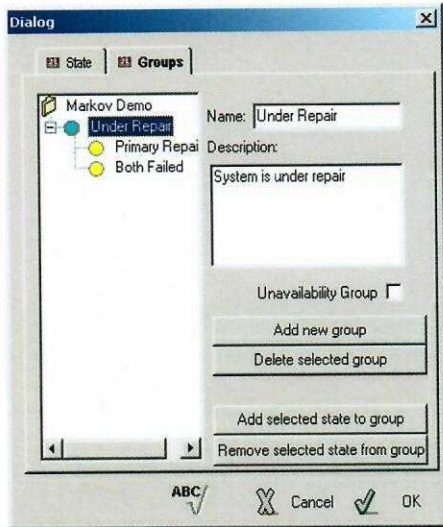 Dialog
State
Groups
Markov Demo
Under Repair
Primary Repai
Both Failed
Name: Under Repair
Description:
System is under repair
Unavailability Group
Add new group
Delete selected group
Add selected state to group
Remove selected state from group
ABC
Cancel
OK